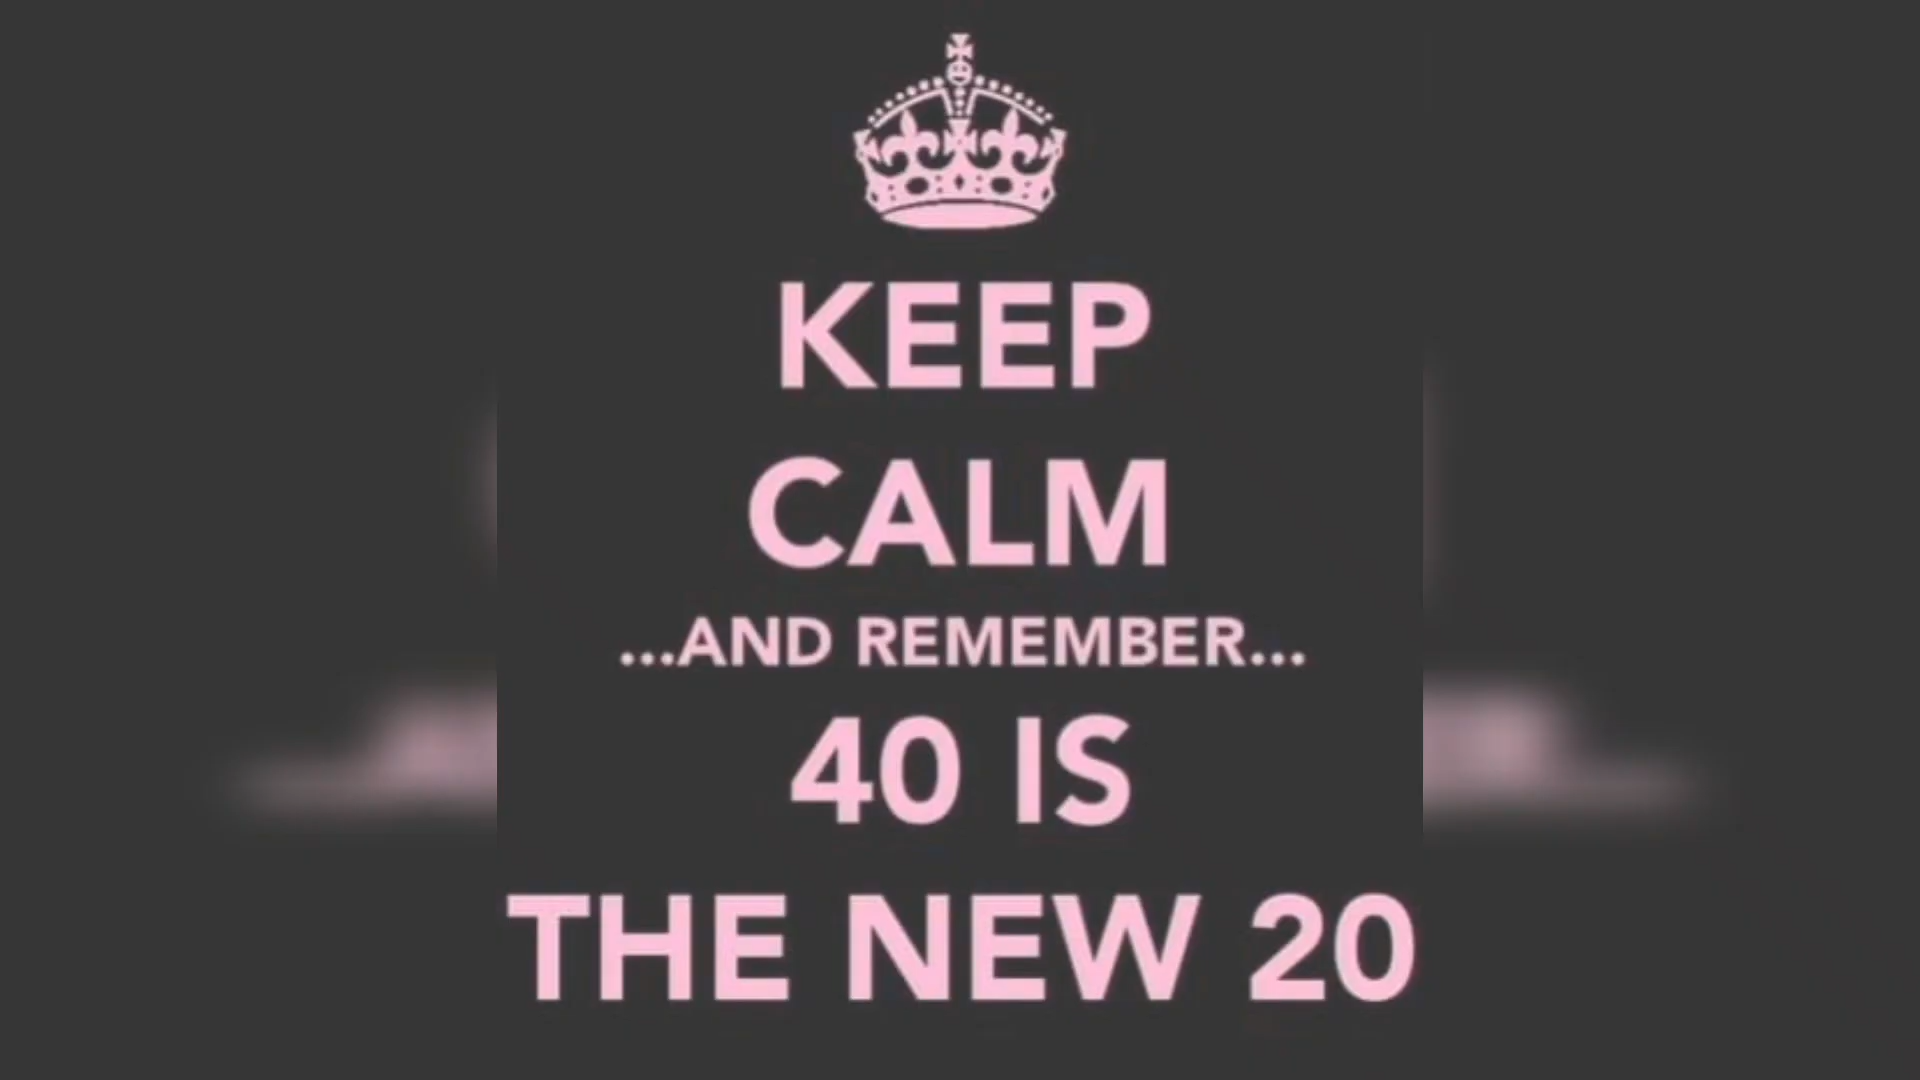 KEEP
CALM
...AND REMEMBER...
40 IS
THE NEW 20